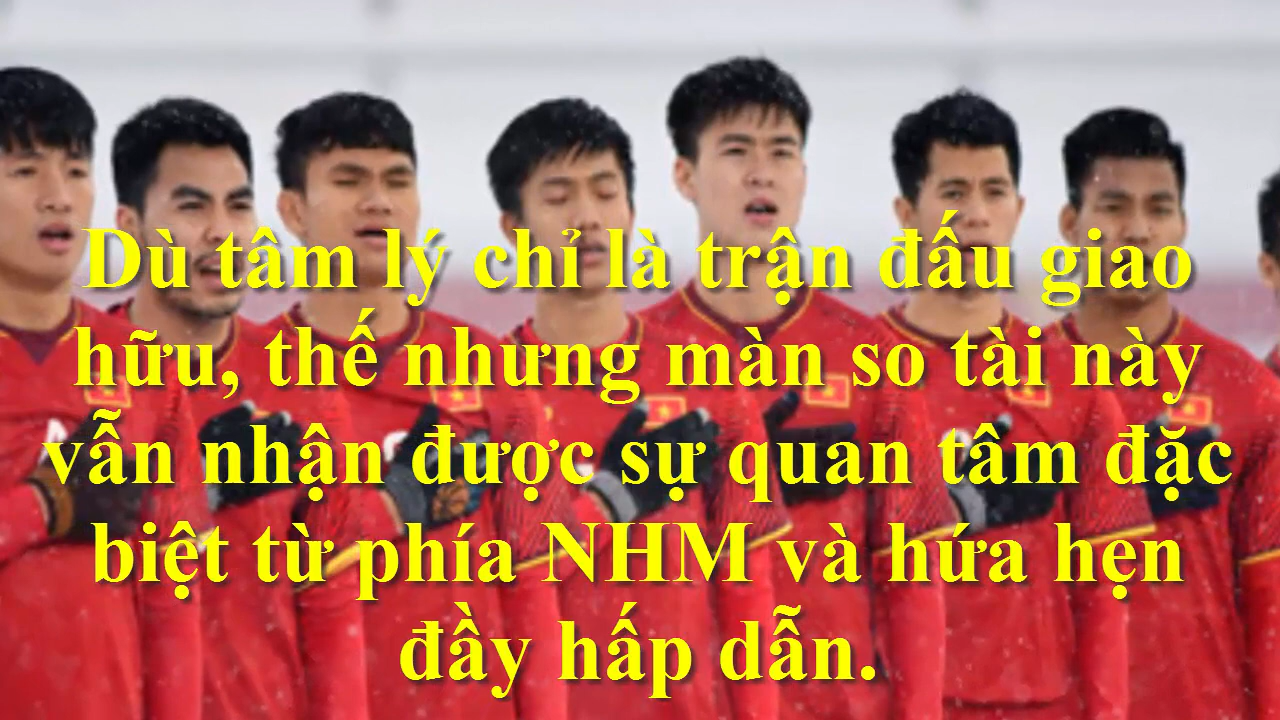 Dù tâm lý chỉ là trận đấu giao
hữu, thế nhưng màn so tài này
vẫn nhận được sự quan tâm đặc
biệt từ phía NHM và hứa hẹn
đầy hấp dẫn.